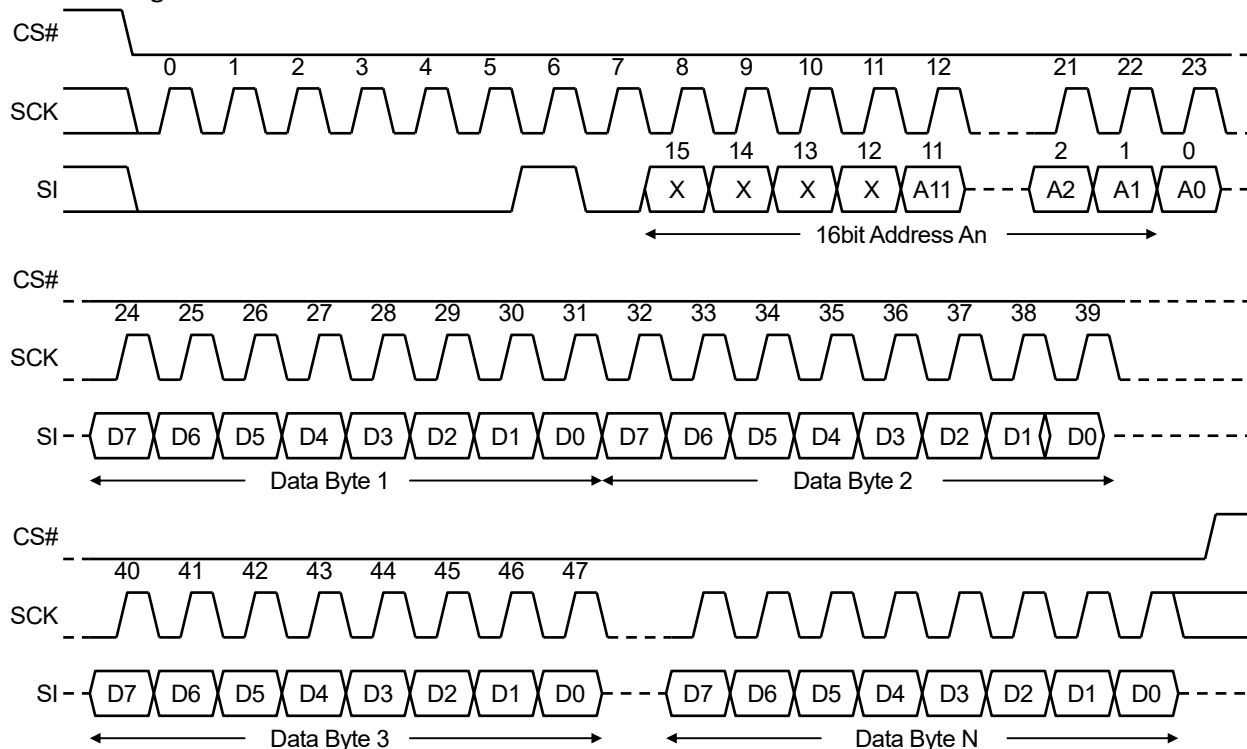 CS#
0 1 2 3 4 5 6 7 8 9 10 11 12 21 22 23
SCK
15 14 13 12 11 2 1 0
SI X X X X A11 A2 A1 A0
16bit Address An
CS#
24 25 26 27 28 29 30 31 32 33 34 35 36 37 38 39
SCK
SI D7 D6 D5 D4 D3 D2 D1 D0 D7 D6 D5 D4 D3 D2 D1 D0
Data Byte 1 Data Byte 2
CS#
40 41 42 43 44 45 46 47
SCK
SI D7 D6 D5 D4 D3 D2 D1 D0 D7 D6 D5 D4 D3 D2 D1 D0
Data Byte 3 Data Byte N